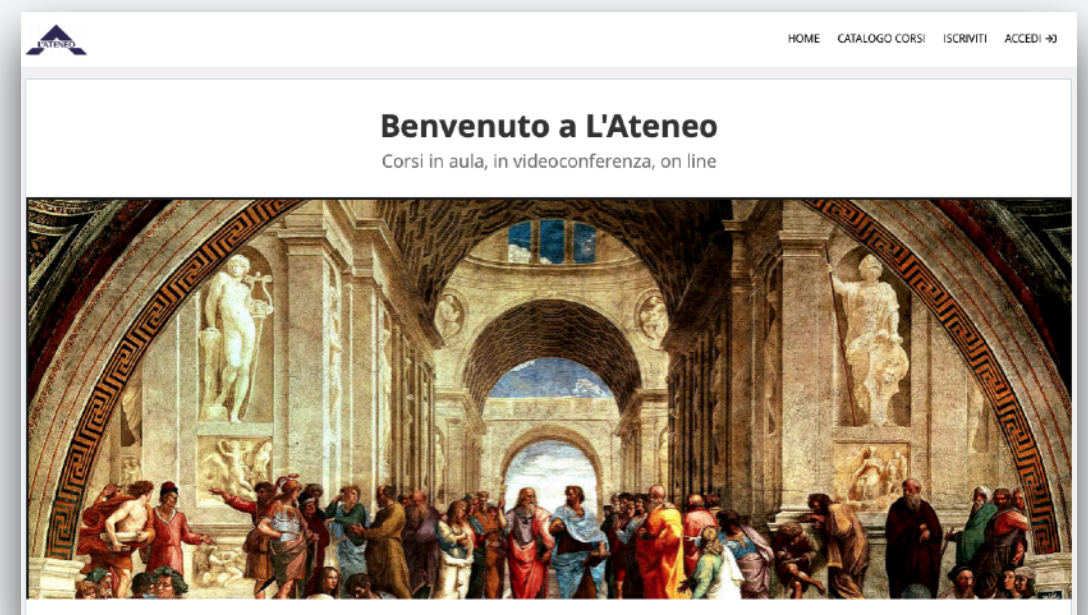 L'ATENEO
HOME CATALOGO CORSI ISCRIVITI ACCEDI
Benvenuto a L'Ateneo
Corsi in aula, in videoconferenza, on line